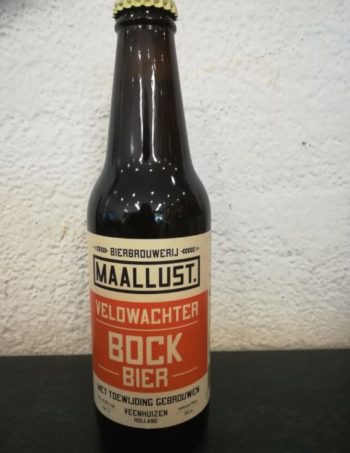 BIERBROUWERIJ
MAALLUST.
VELDWACHTER
BOCK
BIER
MET TOEWIJDING GEBROUWEN
VEENHUIZEN
HOLLAND